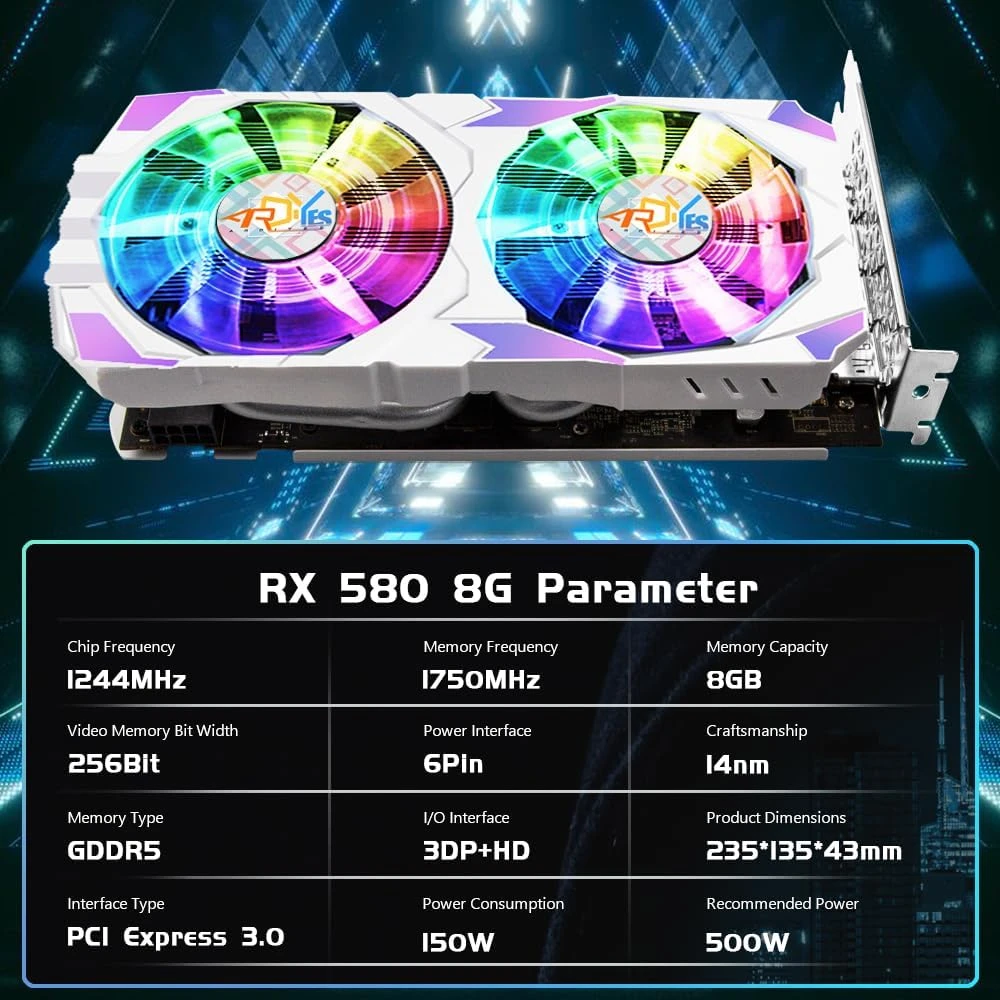 ARDIYES
ARDIYES
RX 580 8G Parameter
Chip Frequency
1244MHz
Memory Frequency
1750MHz
Memory Capacity
8GB
Video Memory Bit Width
256Bit
Power Interface
6Pin
Craftsmanship
14nm
Memory Type
GDDR5
I/O Interface
3DP+HD
Product Dimensions
235*135*43mm
Interface Type
PCI Express 3.0
Power Consumption
150W
Recommended Power
500W